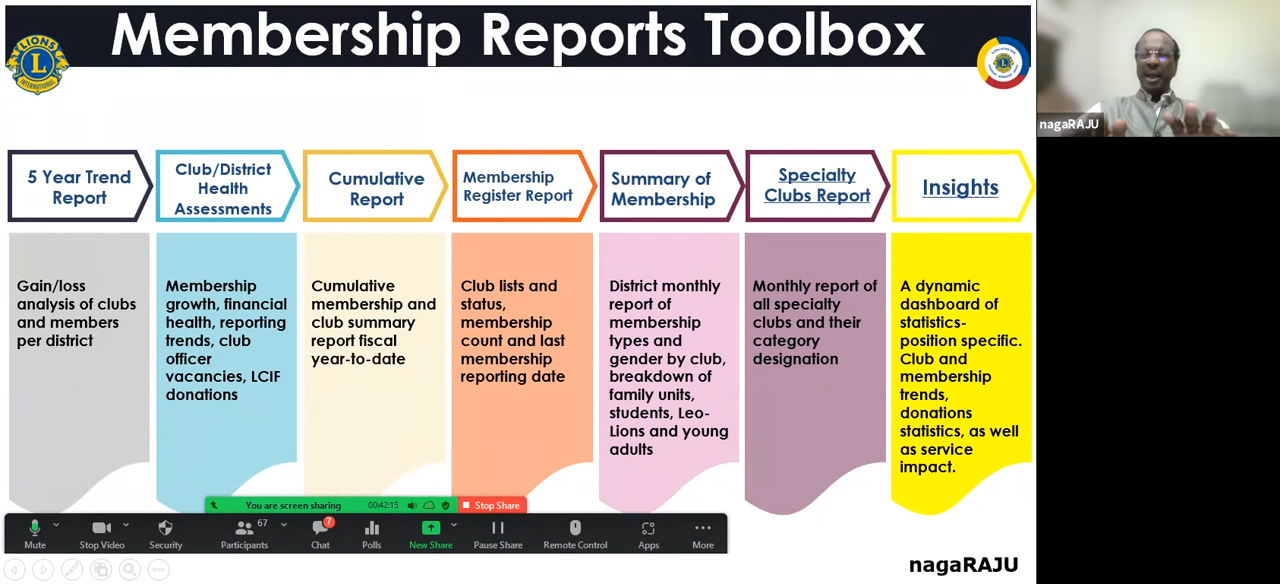 Membership Reports Toolbox
LIONS
L
INTERNATIONAL
nagaRAJU
5 Year Trend
Report
Club/District
Health
Assessments
Cumulative
Report
Membership
Register Report
Summary of
Membership
Specialty
Clubs Report
Insights
Gain/loss
analysis of clubs
and members
per district
Membership
growth, financial
health, reporting
trends, club
officer
vacancies, LCIF
donations
Cumulative
membership and
club summary
report fiscal
year-to-date
Club lists and
status,
membership
count and last
membership
reporting date
District monthly
report of
membership
types and
gender by club,
breakdown of
family units,
students, Leo-
Lions and young
adults
Monthly report of
all specialty
clubs and their
category
designation
A dynamic
dashboard of
statistics-
position specific.
Club and
membership
trends,
donations
statistics, as well
as service
impact.
You are screen sharing 00:42:15 Stop Share
Mute
Stop Video
Security
67
Participants
7
Chat
Polls
New Share
Pause Share
Remote Control
Apps
More
nagaRAJU